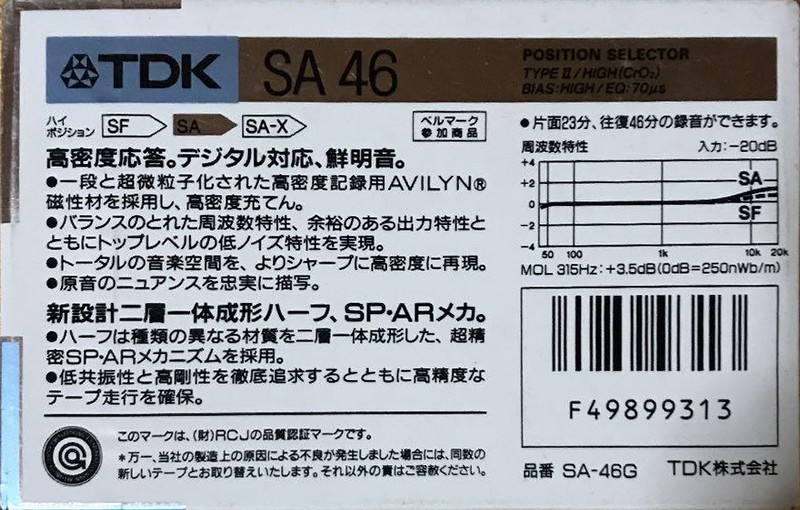 TDK SA 46
POSITION SELECTOR
TYPE II/HIGH(CrO₂)
BIAS:HIGH/EQ:70μs
ハイ
ポジション
SF SA SA-X
ベルマーク
参加商品
高密度応答。デジタル対応、鮮明音。
●一段と超微粒子化された高密度記録用AVILYN®
磁性材を採用し、高密度充てん。
●バランスのとれた周波数特性、余裕のある出力特性と
ともにトップレベルの低ノイズ特性を実現。
●トータルの音楽空間を、よりシャープに高密度に再現。
●原音のニュアンスを忠実に描写。
新設計二層一体成形ハーフ、SP・ARメカ。
●ハーフは種類の異なる材質を二層一体成形した、超精
密SP・ARメカニズムを採用。
●低共振性と高剛性を徹底追求するとともに高精度な
テープ走行を確保。
このマークは、(財)RCJの品質認証マークです。
*万一、当社の製造上の原因による不良が発生しました場合には、同数の
新しいテープとお取り替えいたします。それ以外の責はご容赦ください。
●片面23分、往復46分の録音ができます。
周波数特性 入力:-20dB
+4
+2
0
-2
-4
SA
SF
50 100 1k 10k 20k
MOL 315Hz:+3.5dB(0dB=250nWb/m)
F49899313
品番 SA-46G TDK株式会社